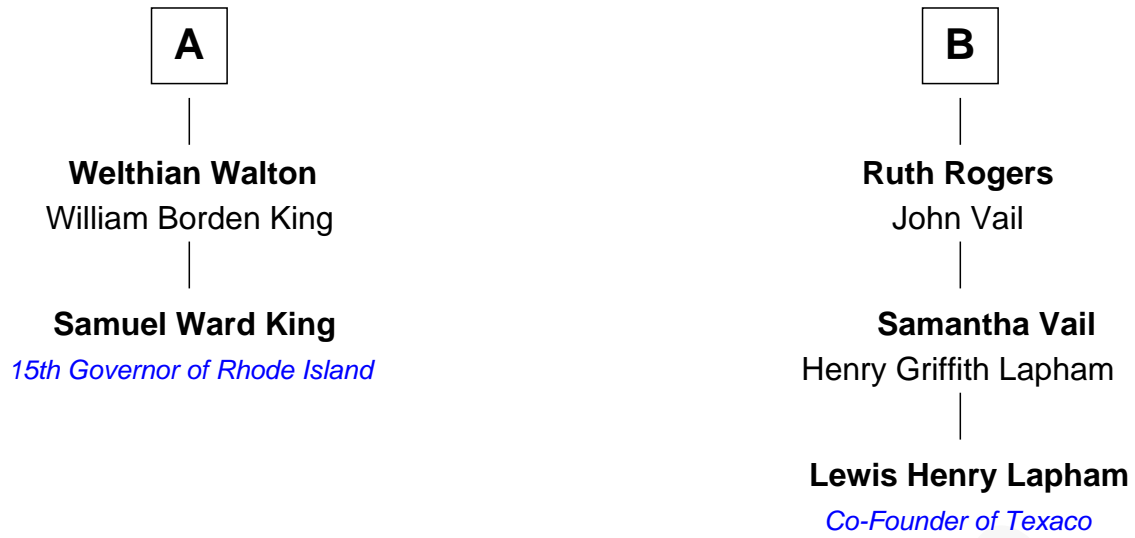 A
Welthian Walton
William Borden King
Samuel Ward King
15th Governor of Rhode Island
B
Ruth Rogers
John Vail
Samantha Vail
Henry Griffith Lapham
Lewis Henry Lapham
Co-Founder of Texaco